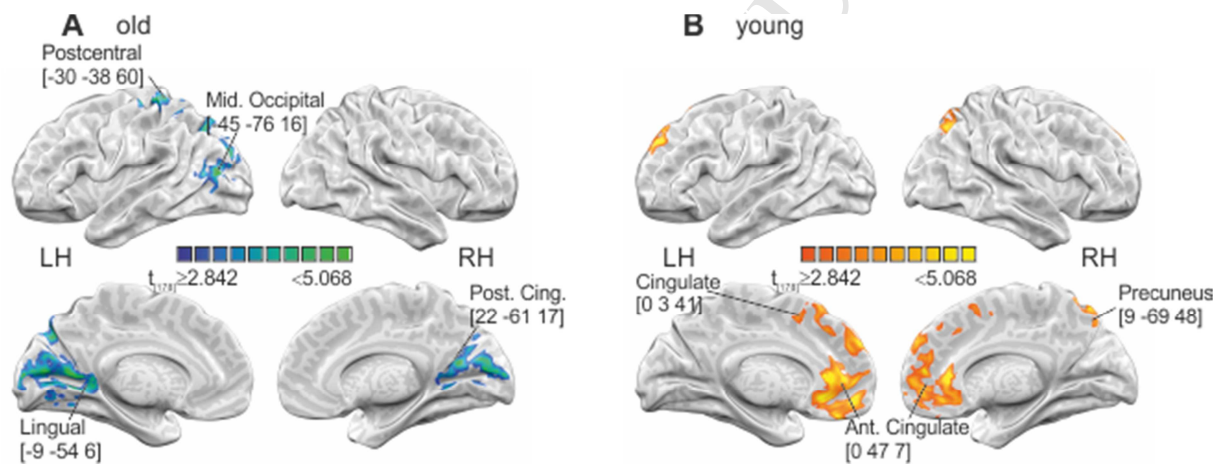 A old
Postcentral
[-30 -38 60]
Mid. Occipital
[-45 -76 16]
LH
RH
t[178]≥2.842 <5.068
Post. Cing.
[22 -61 17]
Lingual
[-9 -54 6]
B young
LH
RH
t[178]≥2.842 <5.068
Cingulate
[0 3 41]
Precuneus
[9 -69 48]
Ant. Cingulate
[0 47 7]